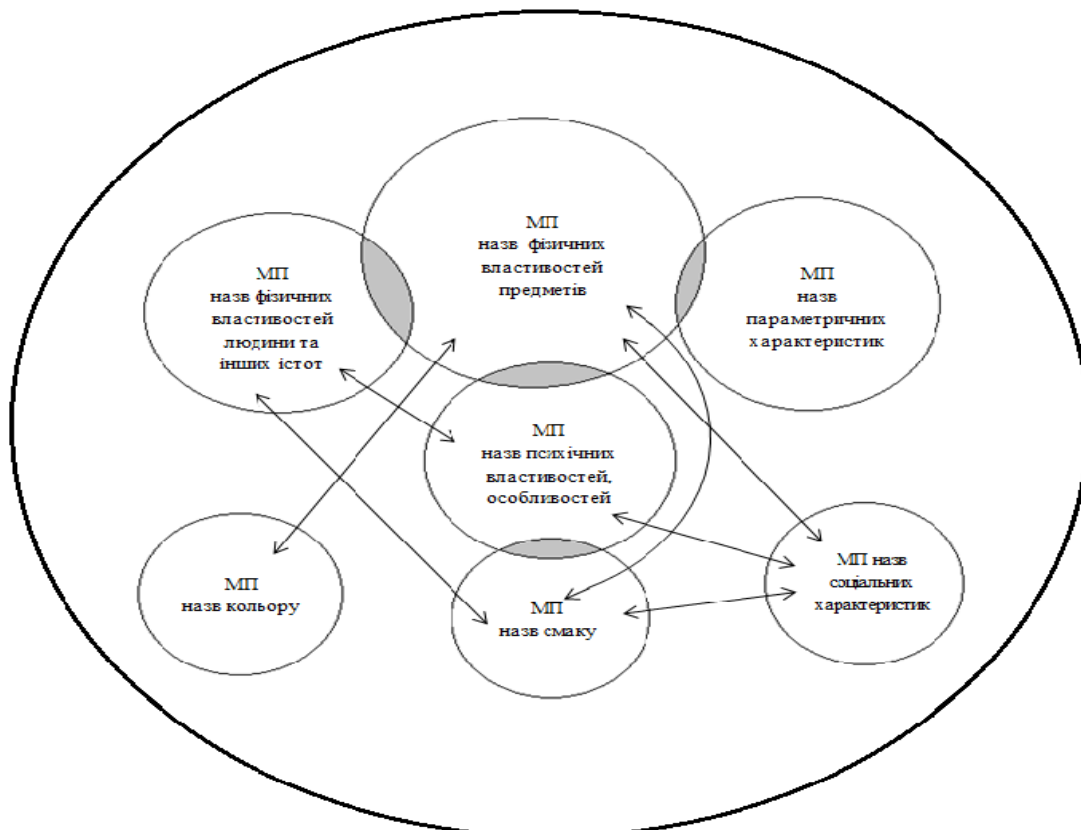 МП
назв фізичних
властивостей
предметів
МП
назв фізичних
властивостей
людини та
інших істот
МП
назв
параметричних
характеристик
МП
назв психічних
властивостей,
особливостей
МП
назв кольору
МП
назв смаку
МП назв
соціальних
характеристик